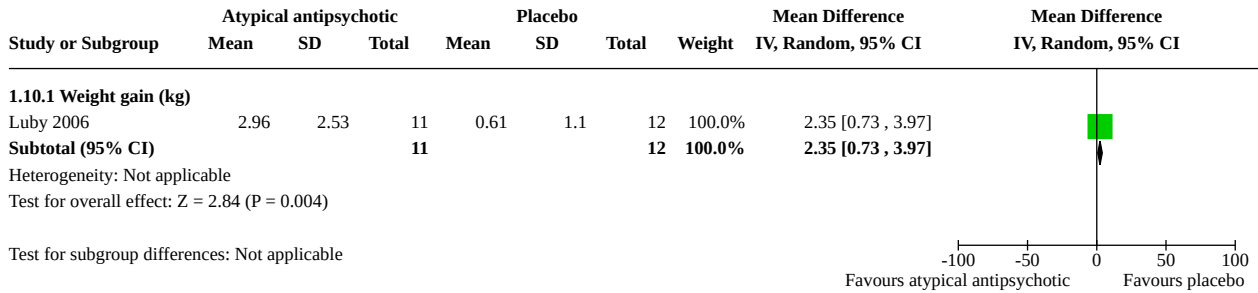 Atypical antipsychotic Placebo Mean Difference Mean Difference
Study or Subgroup Mean SD Total Mean SD Total Weight IV, Random, 95% CI IV, Random, 95% CI
1.10.1 Weight gain (kg)
Luby 2006 2.96 2.53 11 0.61 1.1 12 100.0% 2.35 [0.73 , 3.97]
Subtotal (95% CI) 11 12 100.0% 2.35 [0.73 , 3.97]
Heterogeneity: Not applicable
Test for overall effect: Z = 2.84 (P = 0.004)
Test for subgroup differences: Not applicable
-100 -50 0 50 100
Favours atypical antipsychotic Favours placebo